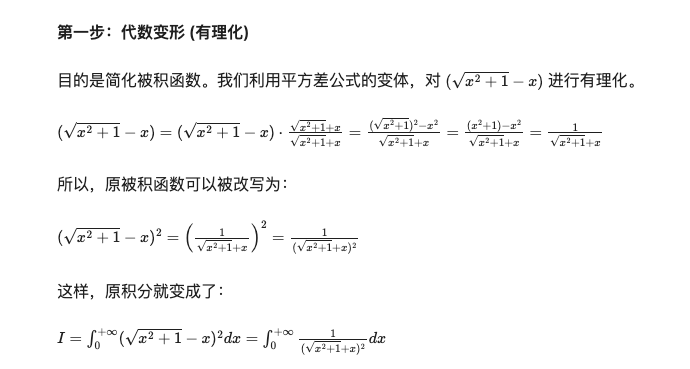 第一步：代数变形 (有理化)
目的是简化被积函数。我们利用平方差公式的变体，对 $(\sqrt{x^2+1}-x)$ 进行有理化。
$(\sqrt{x^2+1}-x)=(\sqrt{x^2+1}-x)\cdot\frac{\sqrt{x^2+1}+x}{\sqrt{x^2+1}+x}=\frac{(\sqrt{x^2+1})^2-x^2}{\sqrt{x^2+1}+x}=\frac{(x^2+1)-x^2}{\sqrt{x^2+1}+x}=\frac{1}{\sqrt{x^2+1}+x}$
所以，原被积函数可以被改写为：
$(\sqrt{x^2+1}-x)^2=\left(\frac{1}{\sqrt{x^2+1}+x}\right)^2=\frac{1}{(\sqrt{x^2+1}+x)^2}$
这样，原积分就变成了：
$I=\int_0^{+\infty}(\sqrt{x^2+1}-x)^2dx=\int_0^{+\infty}\frac{1}{(\sqrt{x^2+1}+x)^2}dx$